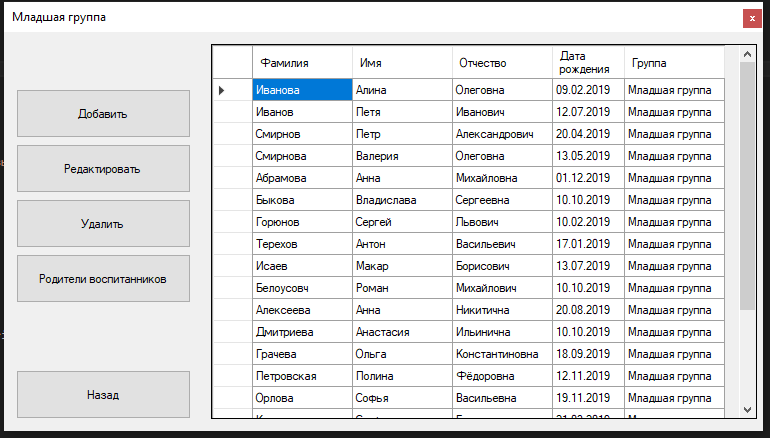 Младшая группа
x
Фамилия Имя Отчество Дата рождения Группа
Иванова Алина Олеговна 09.02.2019 Младшая группа
Добавить
Иванов Петя Иванович 12.07.2019 Младшая группа
Смирнов Петр Александрович 20.04.2019 Младшая группа
Смирнова Валерия Олеговна 13.05.2019 Младшая группа
Редактировать
Абрамова Анна Михайловна 01.12.2019 Младшая группа
Быкова Владислава Сергеевна 10.10.2019 Младшая группа
Удалить
Горюнов Сергей Львович 10.02.2019 Младшая группа
Терехов Антон Васильевич 17.01.2019 Младшая группа
Родители воспитанников
Исаев Макар Борисович 13.07.2019 Младшая группа
Белоусовч Роман Михайлович 10.10.2019 Младшая группа
Алексеева Анна Никитична 20.08.2019 Младшая группа
Дмитриева Анастасия Ильинична 10.10.2019 Младшая группа
Грачева Ольга Константиновна 18.09.2019 Младшая группа
Петровская Полина Фёдоровна 12.11.2019 Младшая группа
Назад
Орлова Софья Васильевна 19.11.2019 Младшая группа